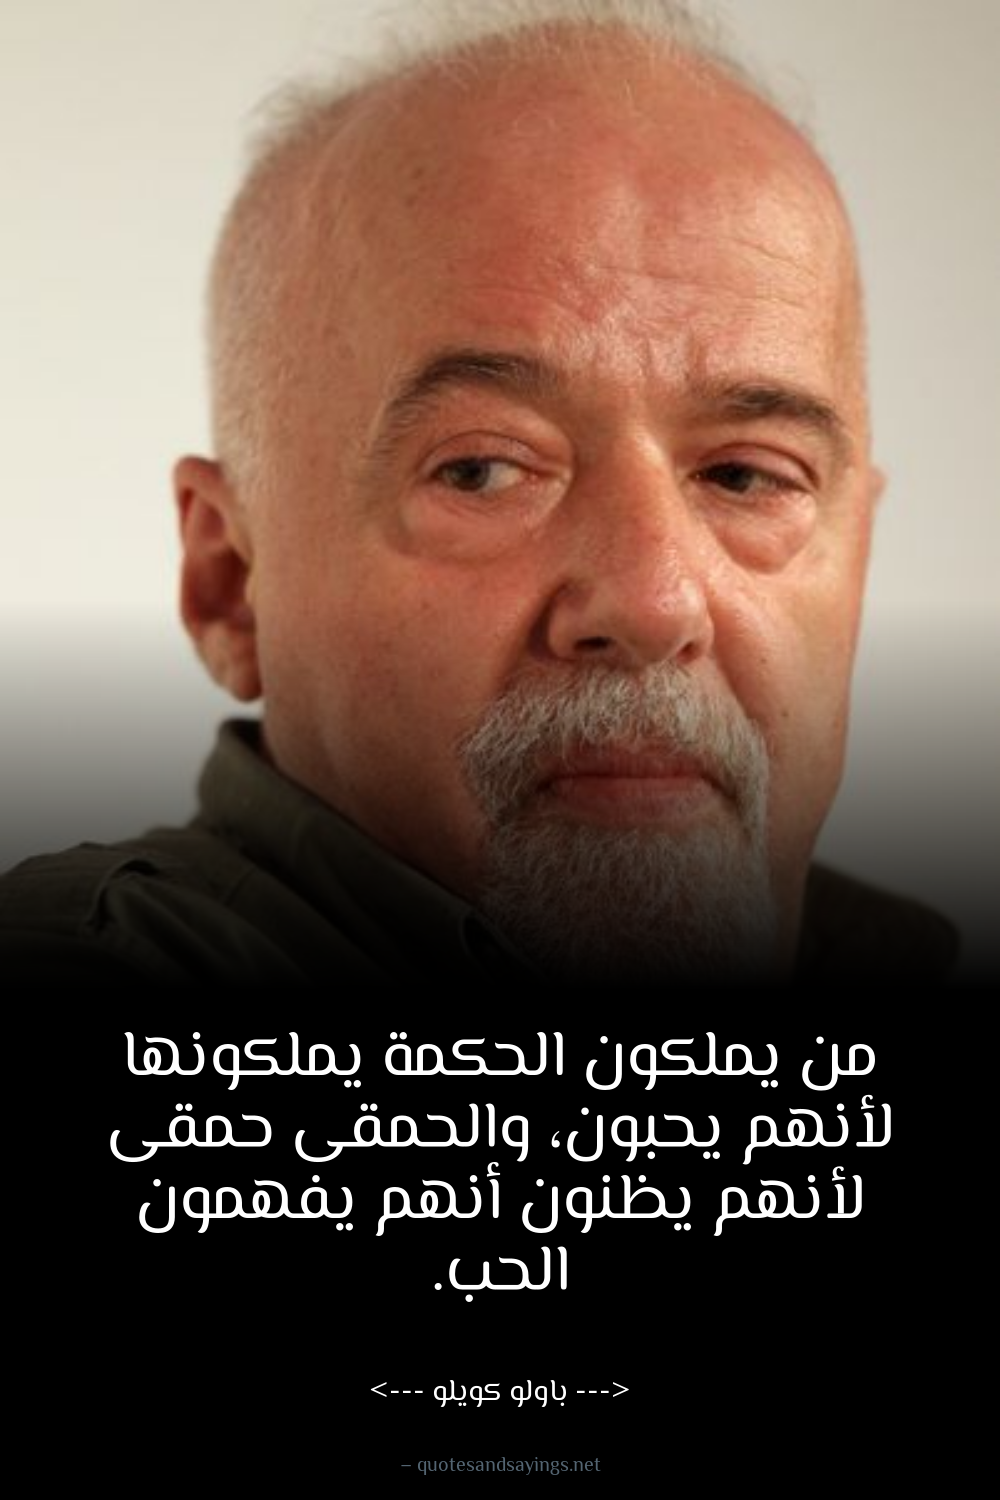 من يملكون الحكمة يملكونها
لأنهم يحبون، والحمقى حمقى
لأنهم يظنون أنهم يفهمون
الحب.
<--- باولو كويلو --->
– quotesandsayings.net